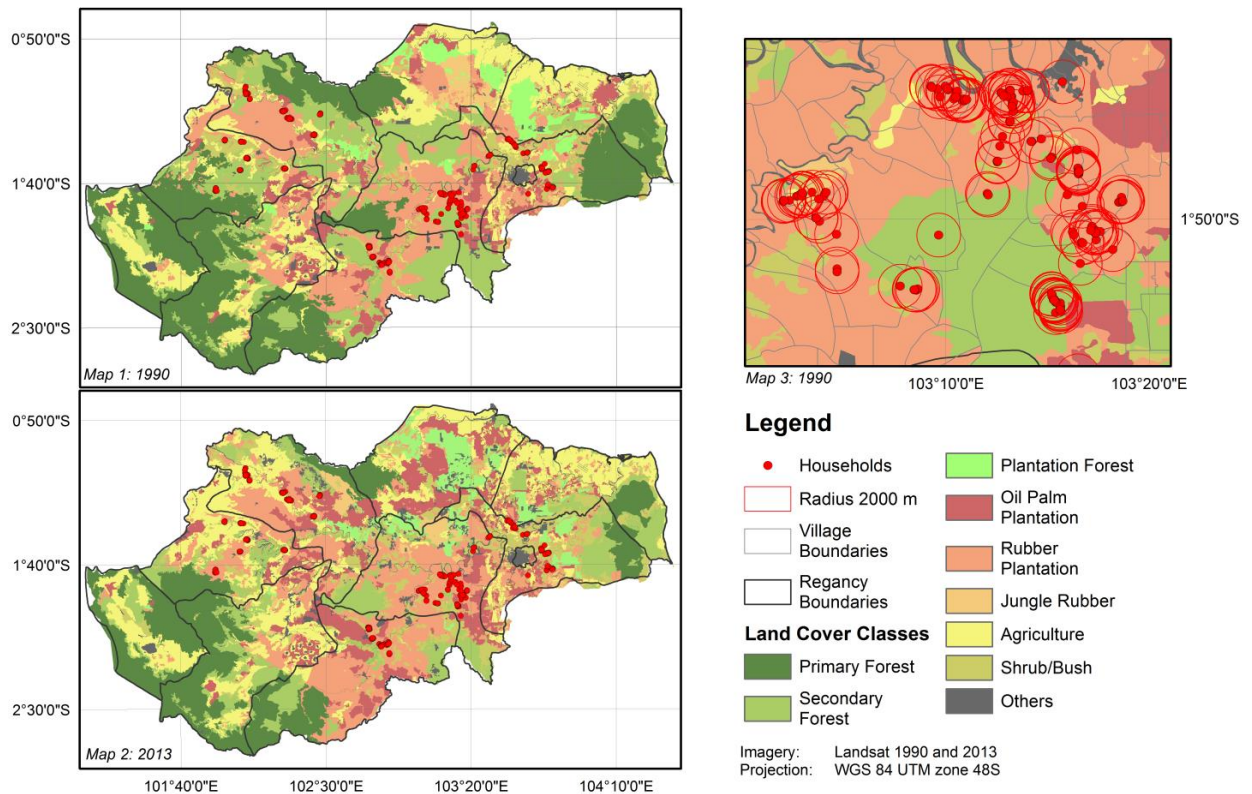 0°50'0"S
1°40'0"S
2°30'0"S
Map 1: 1990
0°50'0"S
1°40'0"S
2°30'0"S
Map 2: 2013
101°40'0"E
102°30'0"E
103°20'0"E
104°10'0"E
1°50'0"S
Map 3: 1990
103°10'0"E
103°20'0"E
Legend
Households
Radius 2000 m
Village
Boundaries
Regancy
Boundaries
Land Cover Classes
Primary Forest
Secondary
Forest
Plantation Forest
Oil Palm
Plantation
Rubber
Plantation
Jungle Rubber
Agriculture
Shrub/Bush
Others
Imagery: Landsat 1990 and 2013
Projection: WGS 84 UTM zone 48S